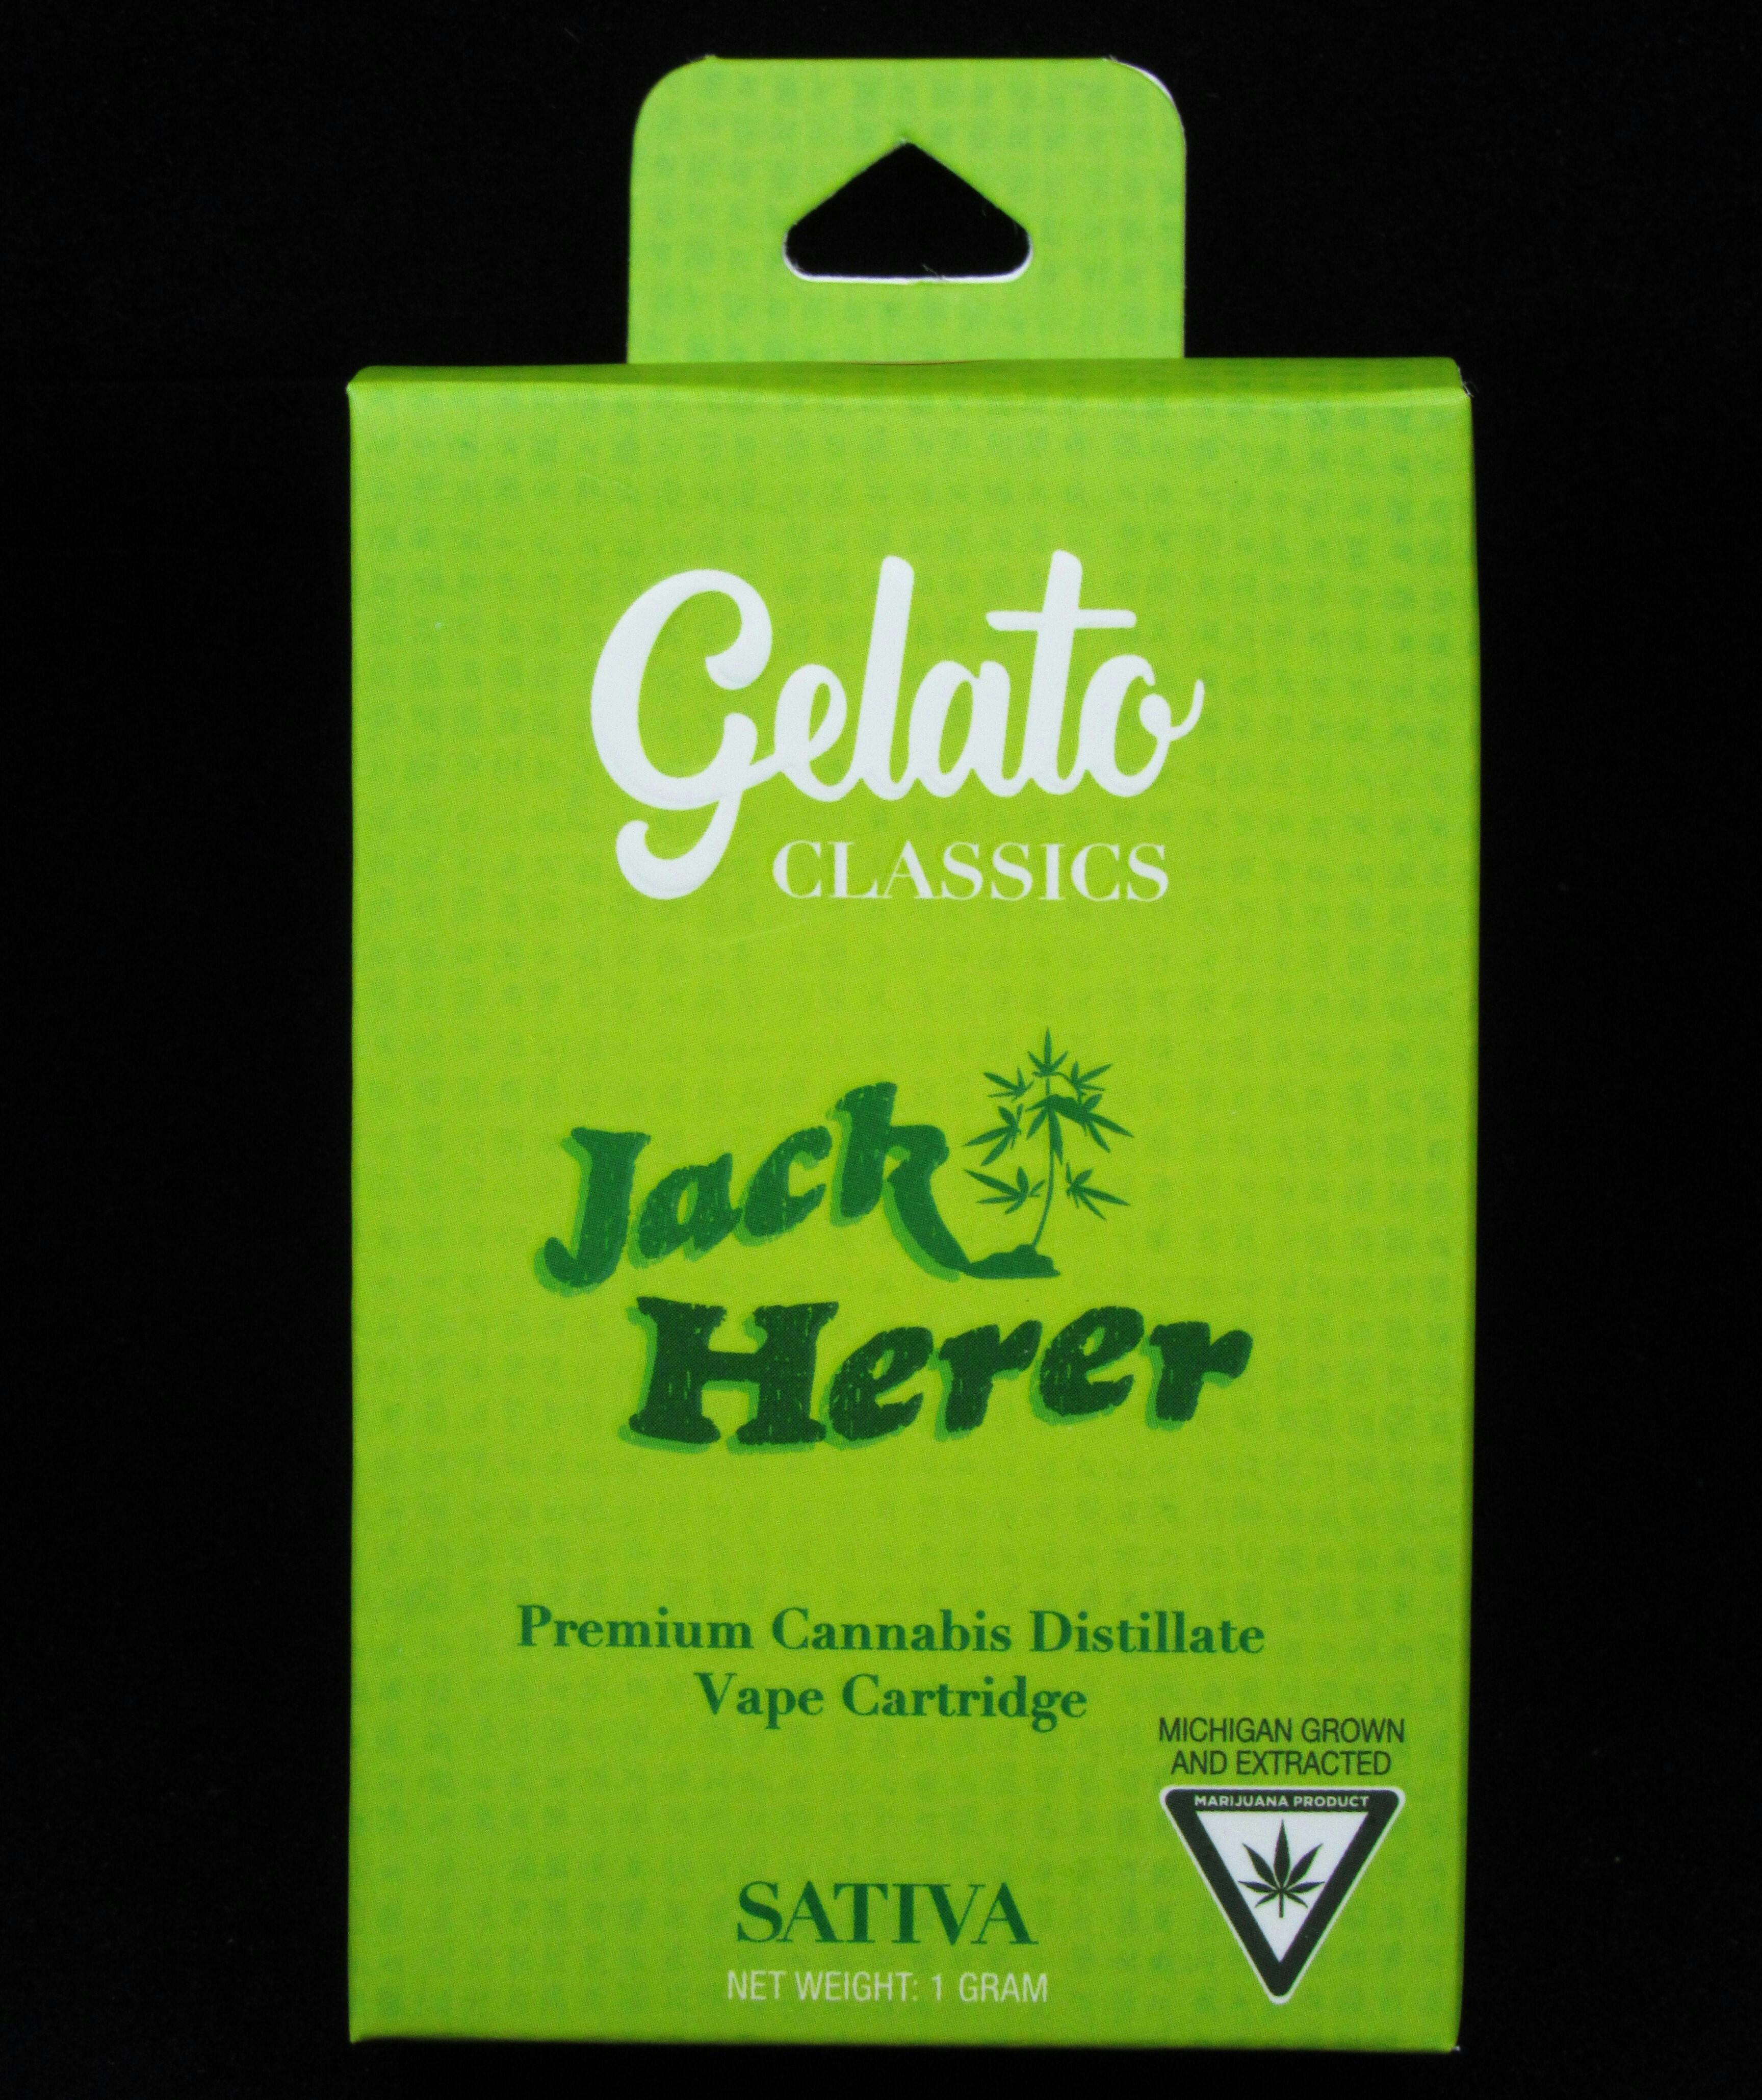 Gelato
CLASSICS
Jack
Herer
Premium Cannabis Distillate
Vape Cartridge
MICHIGAN GROWN
AND EXTRACTED
MARIJUANA PRODUCT
SATIVA
NET WEIGHT: 1 GRAM